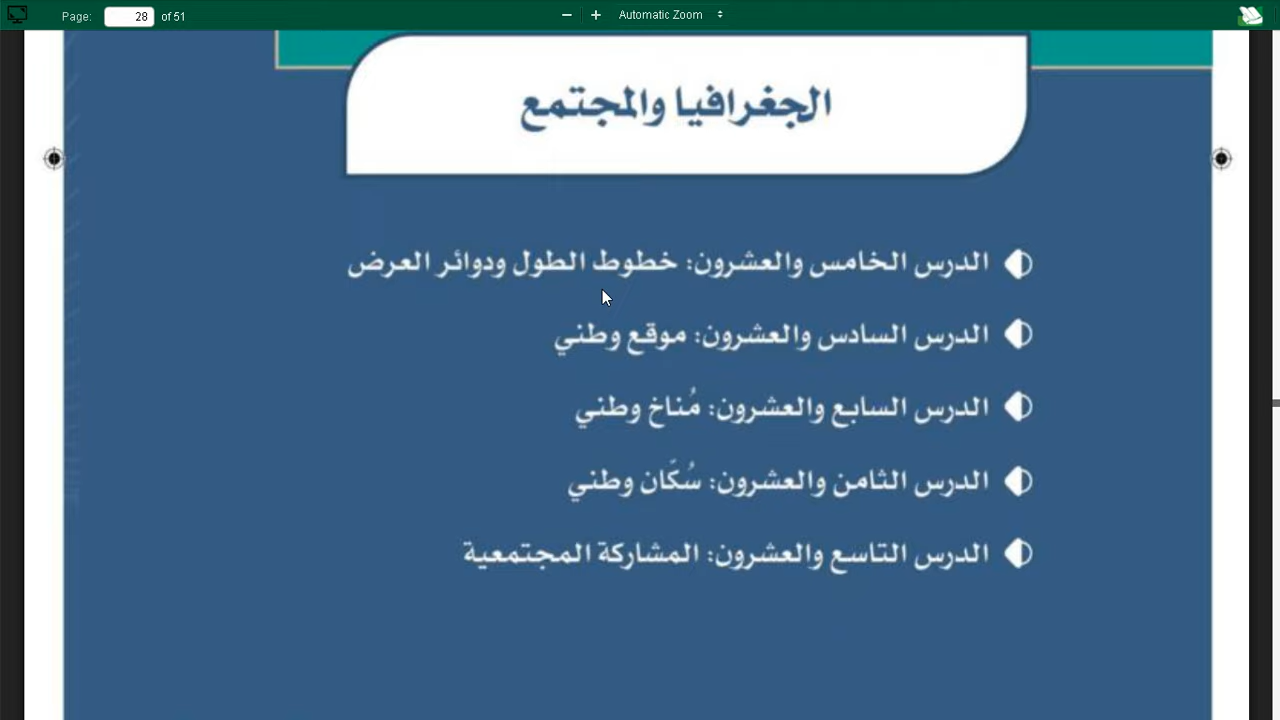 Page: 28 of 51 Automatic Zoom
الجغرافيا والمجتمع
الدرس الخامس والعشرون: خطوط الطول ودوائر العرض
الدرس السادس والعشرون: موقع وطني
الدرس السابع والعشرون: مُناخ وطني
الدرس الثامن والعشرون: سُكّان وطني
الدرس التاسع والعشرون: المشاركة المجتمعية